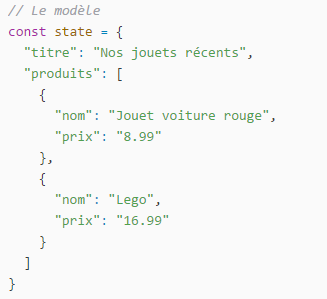 // Le modèle
const state = {
  "titre": "Nos jouets récents",
  "produits": [
    {
      "nom": "Jouet voiture rouge",
      "prix": "8.99"
    },
    {
      "nom": "Lego",
      "prix": "16.99"
    }
  ]
}